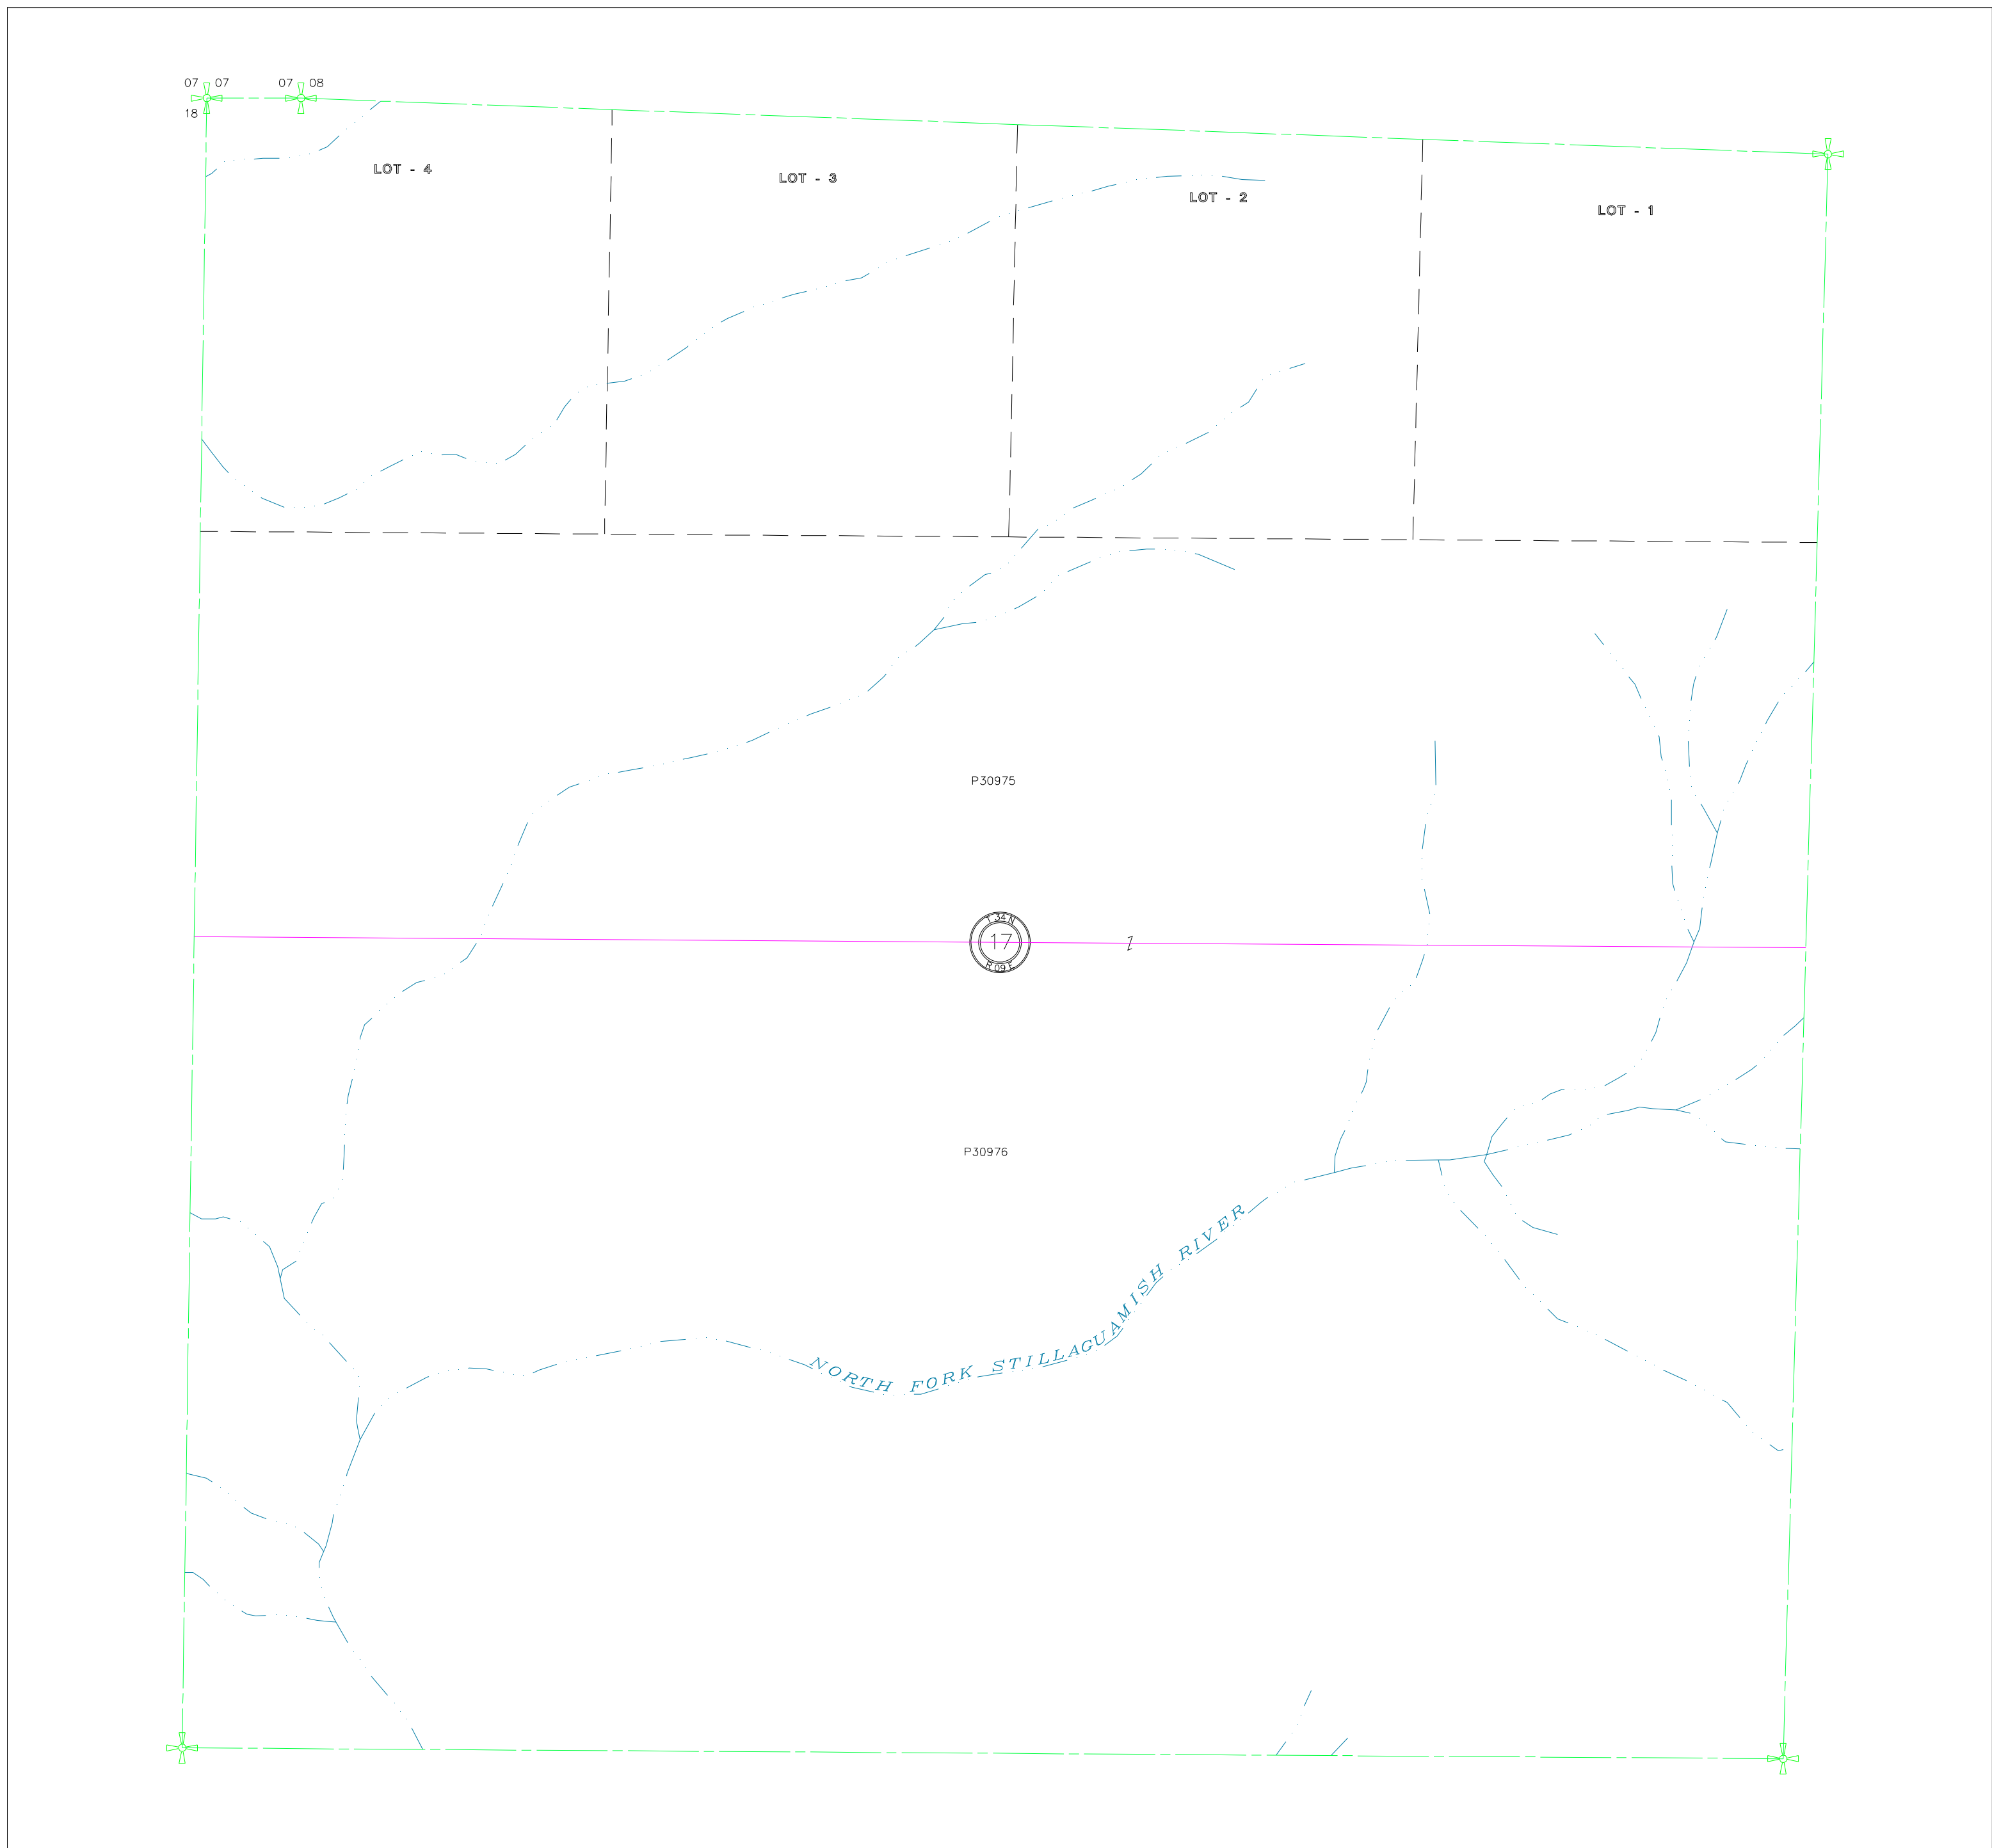 07 07 07 08
18
LOT - 4
LOT - 3
LOT - 2
LOT - 1
P30975
T 34 N
17
R 09 E
P30976
NORTH FORK STILLAGUAMISH RIVER